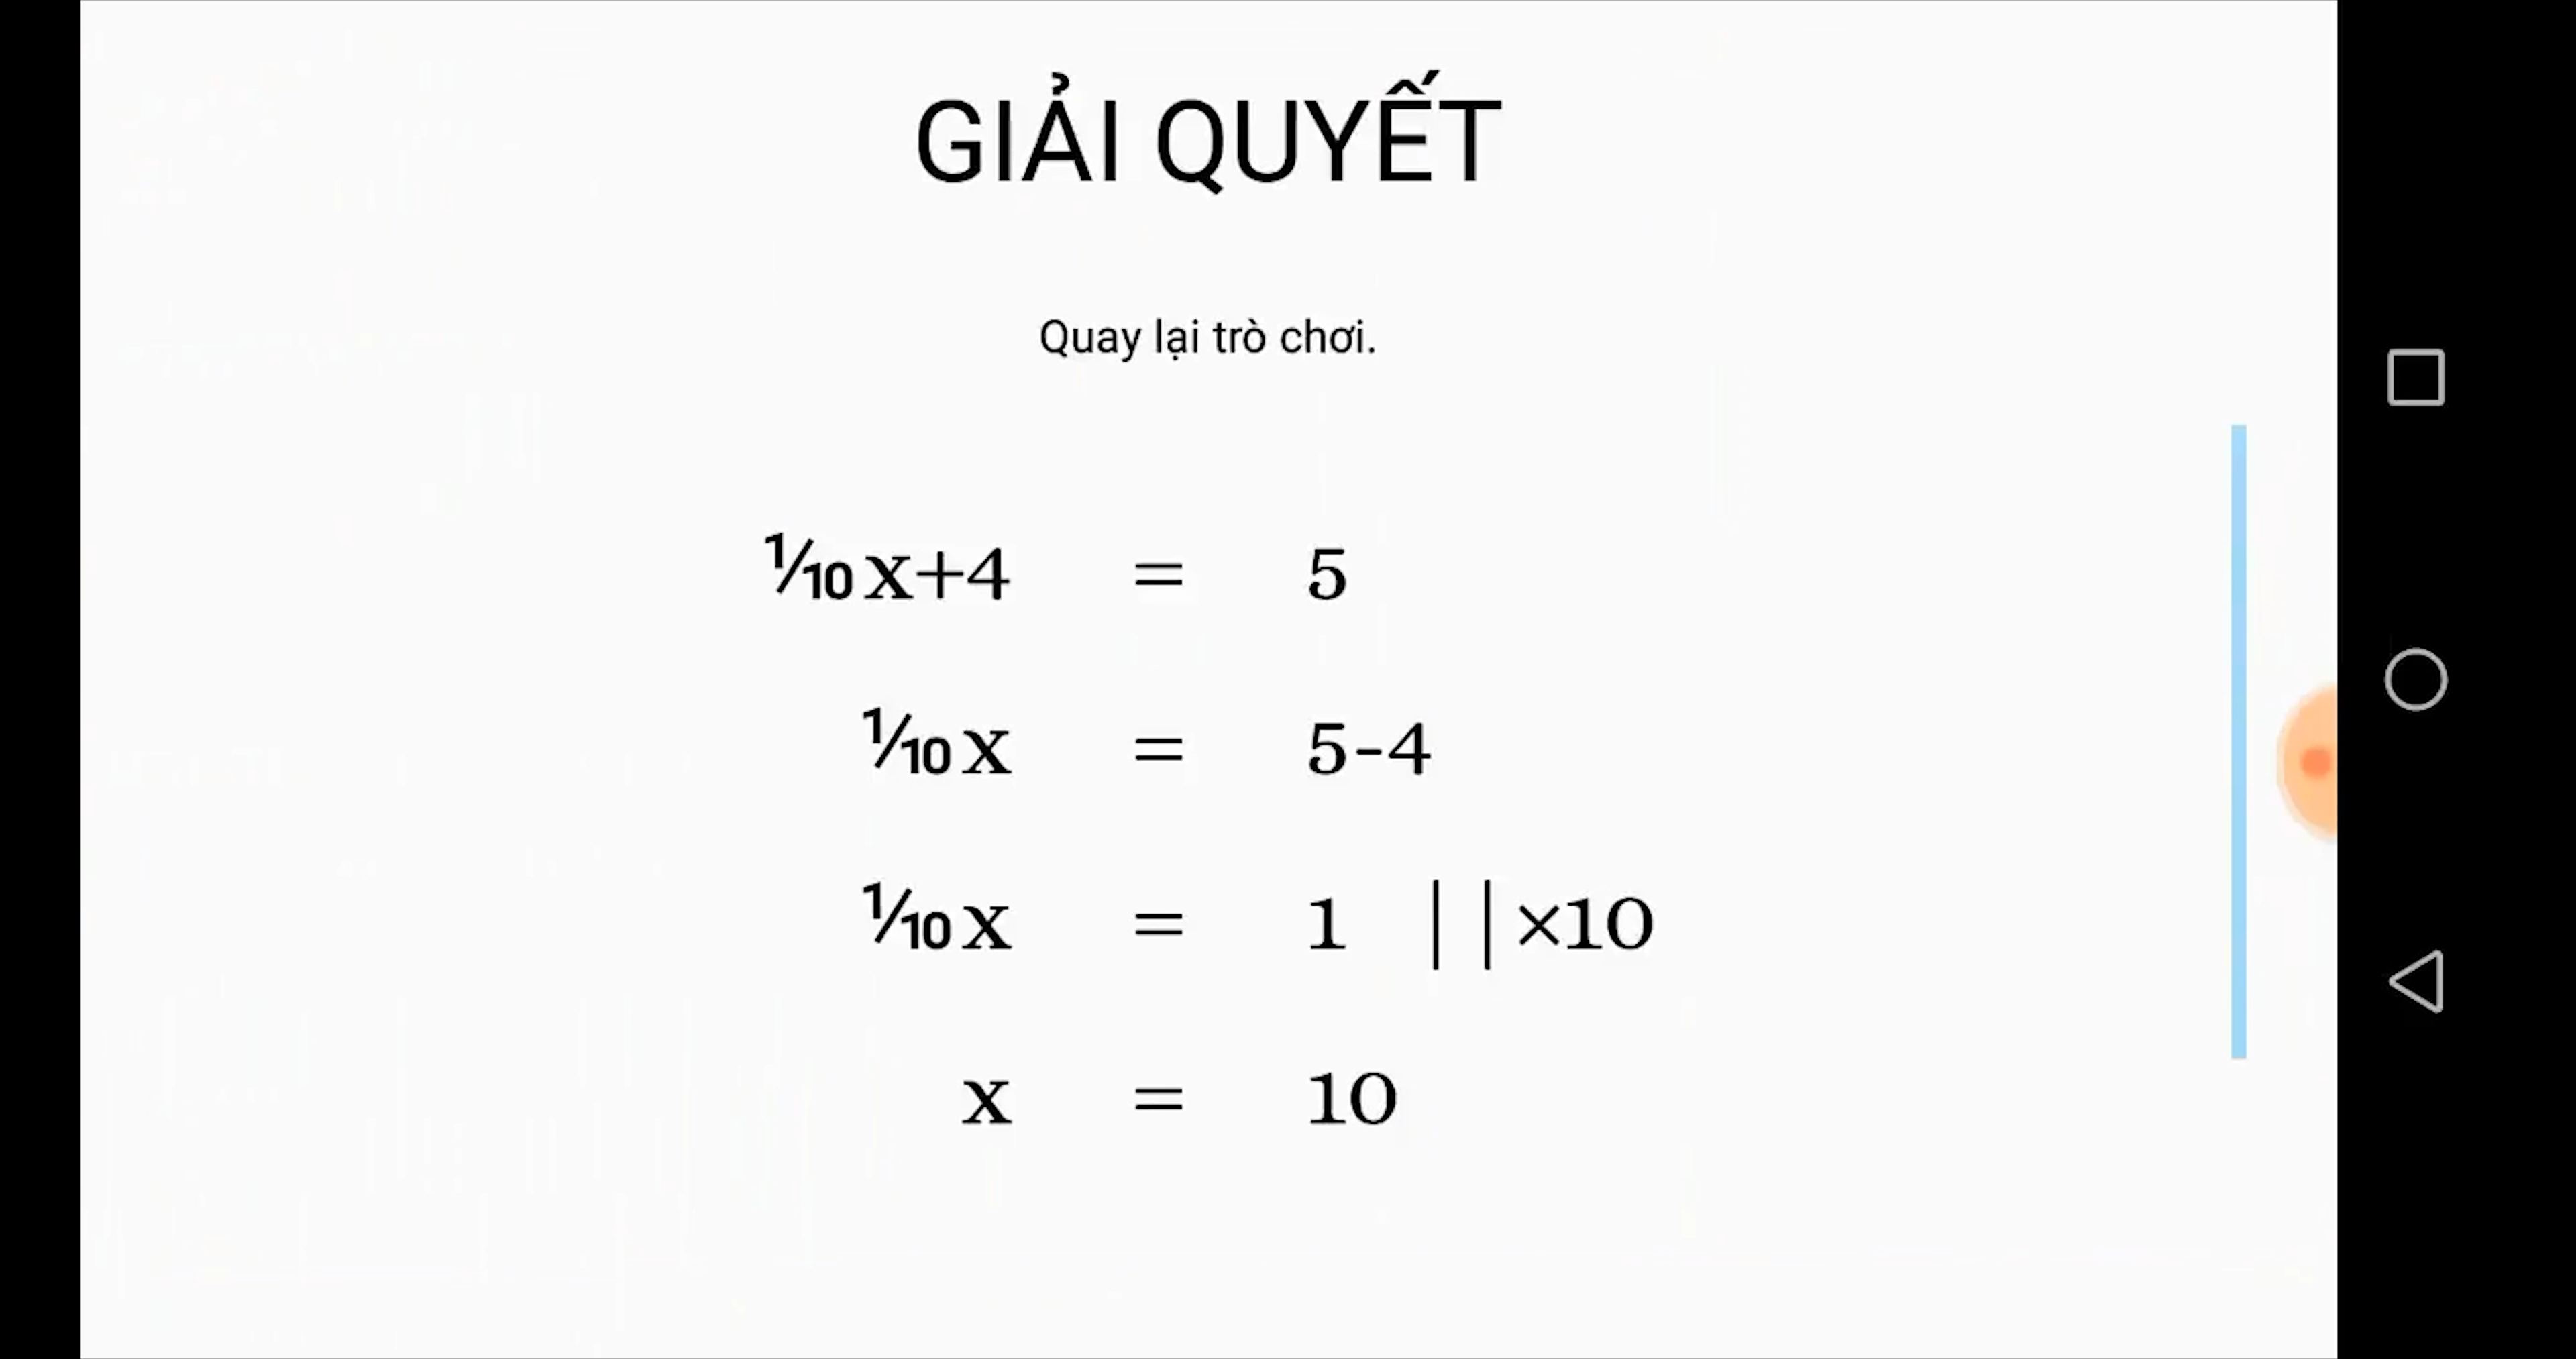 GIẢI QUYẾT
Quay lại trò chơi.
⅒x+4 = 5
⅒x = 5-4
⅒x = 1 | |×10
x = 10